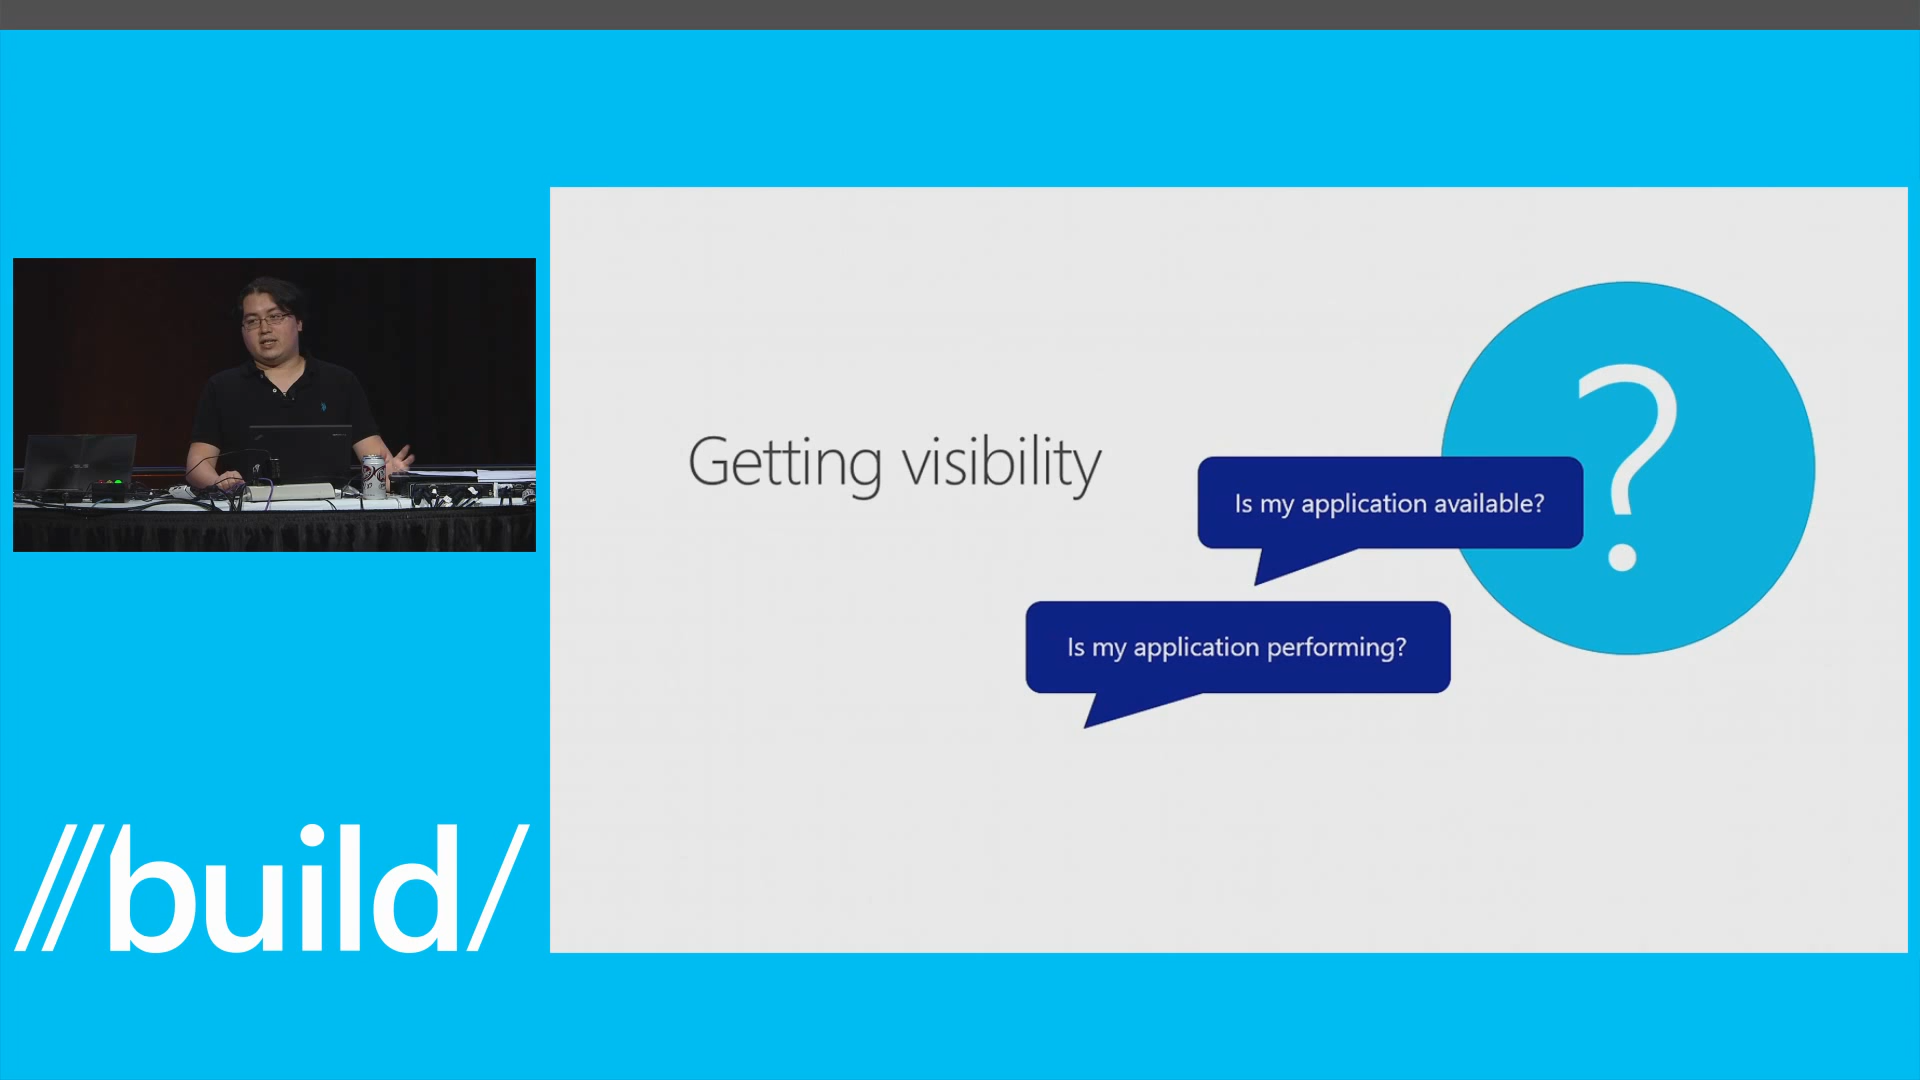 Getting visibility
?
Is my application available?
Is my application performing?
//build/